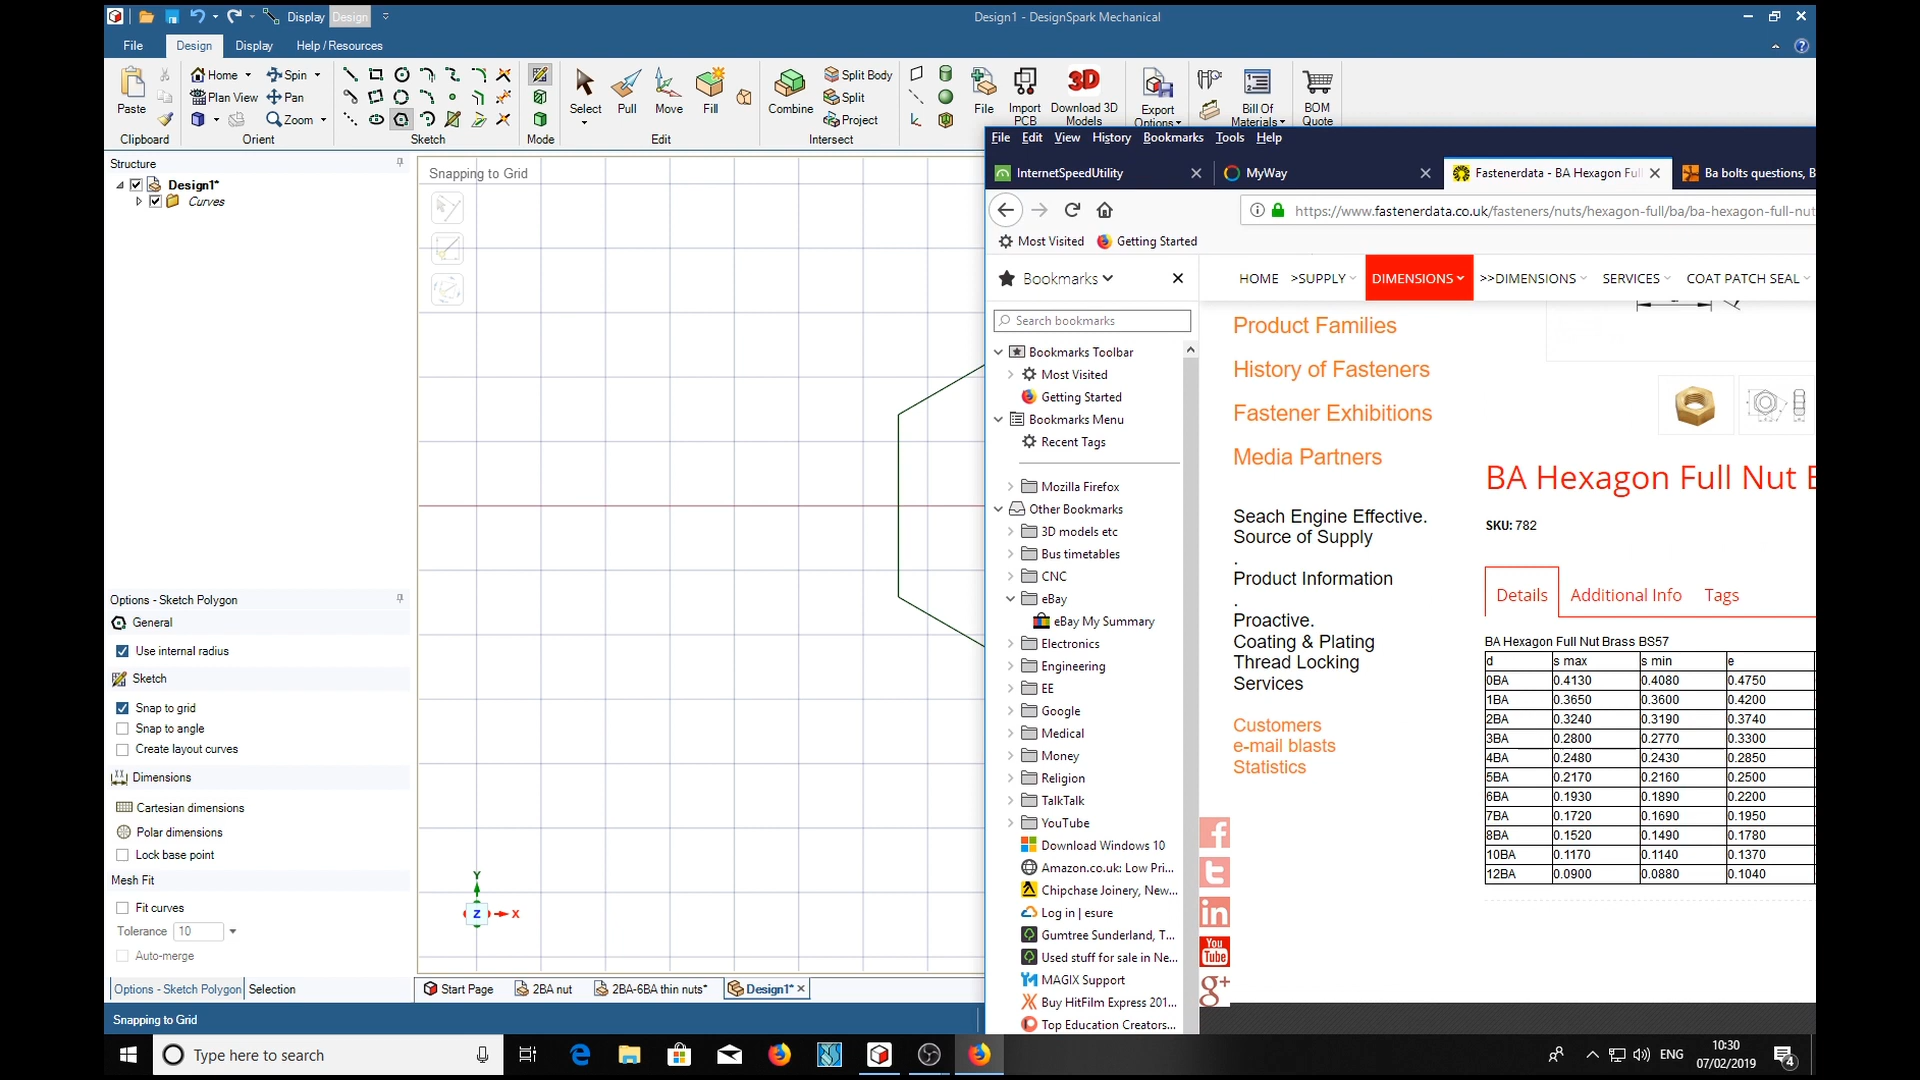 Display Design
Design1 - DesignSpark Mechanical
File Design Display Help / Resources
Paste
Home Spin
Plan View Pan
Zoom
Select Pull Move Fill
Combine
Split Body
Split
Project
File Import PCB
Download 3D Models
Export Options
Bill Of Materials
BOM Quote
Clipboard Orient Sketch Mode Edit Intersect
Structure
Design1*
Curves
Snapping to Grid
Options - Sketch Polygon
General
Use internal radius
Sketch
Snap to grid
Snap to angle
Create layout curves
Dimensions
Cartesian dimensions
Polar dimensions
Lock base point
Mesh Fit
Fit curves
Tolerance 10
Auto-merge
Options - Sketch Polygon Selection
Y
Z X
Start Page 2BA nut 2BA-6BA thin nuts* Design1*
Snapping to Grid
File Edit View History Bookmarks Tools Help
InternetSpeedUtility MyWay Fastenerdata - BA Hexagon Full Ba bolts questions, B
https://www.fastenerdata.co.uk/fasteners/nuts/hexagon-full/ba/ba-hexagon-full-nut
Most Visited Getting Started
Bookmarks
HOME >SUPPLY DIMENSIONS >>DIMENSIONS SERVICES COAT PATCH SEAL
Search bookmarks
Bookmarks Toolbar
Most Visited
Getting Started
Bookmarks Menu
Recent Tags
Mozilla Firefox
Other Bookmarks
3D models etc
Bus timetables
CNC
eBay
eBay My Summary
Electronics
Engineering
EE
Google
Medical
Money
Religion
TalkTalk
YouTube
Download Windows 10
Amazon.co.uk: Low Pri...
Chipchase Joinery, New...
Log in | esure
Gumtree Sunderland, T...
Used stuff for sale in Ne...
MAGIX Support
Buy HitFilm Express 201...
Top Education Creators...
Product Families
History of Fasteners
Fastener Exhibitions
Media Partners
Seach Engine Effective.
Source of Supply
.
Product Information
.
Proactive.
Coating & Plating
Thread Locking
Services
Customers
e-mail blasts
Statistics
You Tube
BA Hexagon Full Nut B
SKU: 782
Details Additional Info Tags
BA Hexagon Full Nut Brass BS57
d s max s min e
0BA 0.4130 0.4080 0.4750
1BA 0.3650 0.3600 0.4200
2BA 0.3240 0.3190 0.3740
3BA 0.2800 0.2770 0.3300
4BA 0.2480 0.2430 0.2850
5BA 0.2170 0.2160 0.2500
6BA 0.1930 0.1890 0.2200
7BA 0.1720 0.1690 0.1950
8BA 0.1520 0.1490 0.1780
10BA 0.1170 0.1140 0.1370
12BA 0.0900 0.0880 0.1040
Type here to search
ENG
10:30
07/02/2019
4